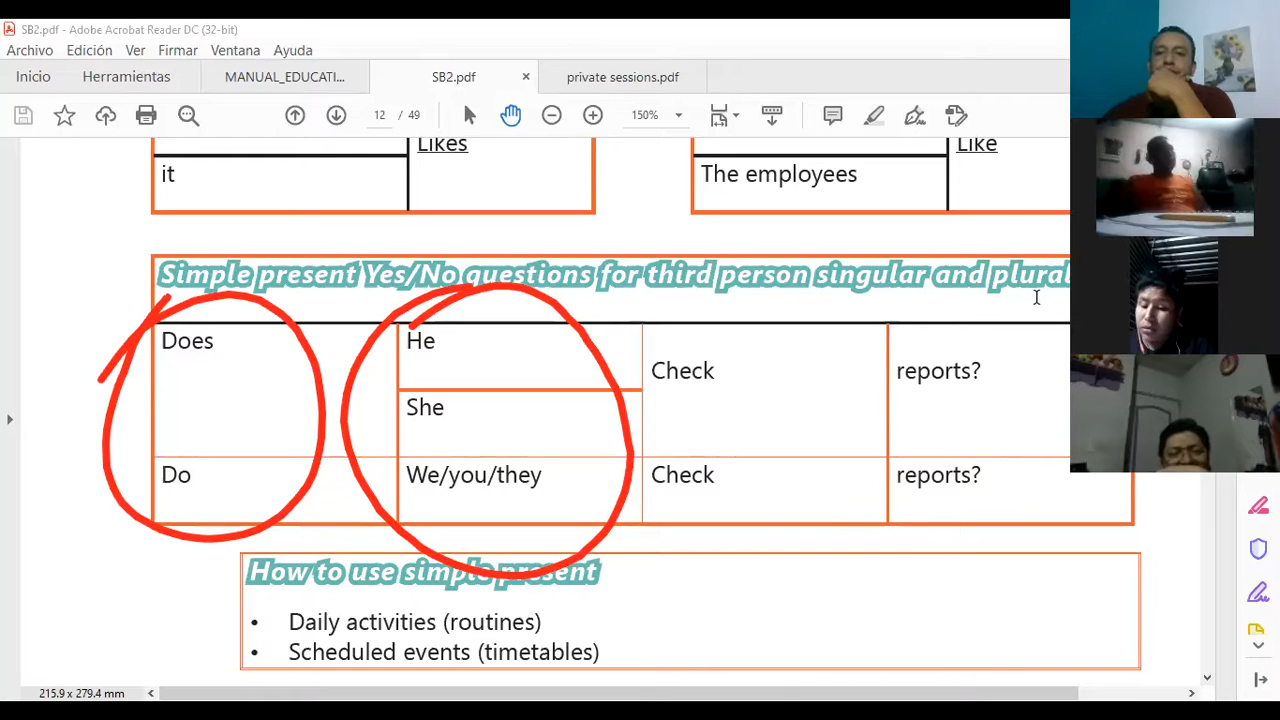 SB2.pdf - Adobe Acrobat Reader DC (32-bit)
Archivo Edición Ver Firmar Ventana Ayuda
Inicio Herramientas MANUAL_EDUCATI... SB2.pdf × private sessions.pdf
12 / 49 150%
Likes Like
it The employees
Simple present Yes/No questions for third person singular and plural
Does He Check reports?
She
Do We/you/they Check reports?
How to use simple present
• Daily activities (routines)
• Scheduled events (timetables)
215.9 x 279.4 mm